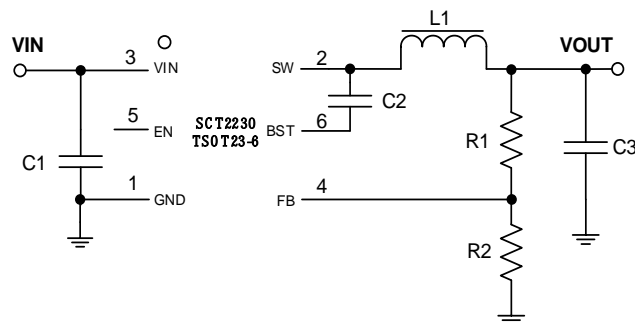 L1
VIN
VOUT
3
VIN
SW
2
C2
5
EN
SCT2230
TSOT23-6
BST
6
R1
C3
C1
1
GND
FB
4
R2